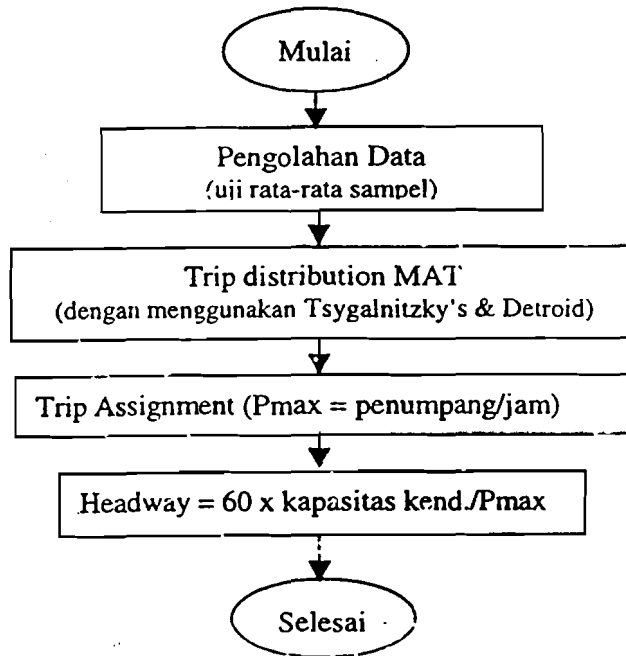 Mulai
Pengolahan Data
(uji rata-rata sampel)
Trip distribution MAT
(dengan menggunakan Tsygalnitzky's & Detroid)
Trip Assignment (Pmax = penumpang/jam)
Headway = 60 x kapasitas kend./Pmax
Selesai